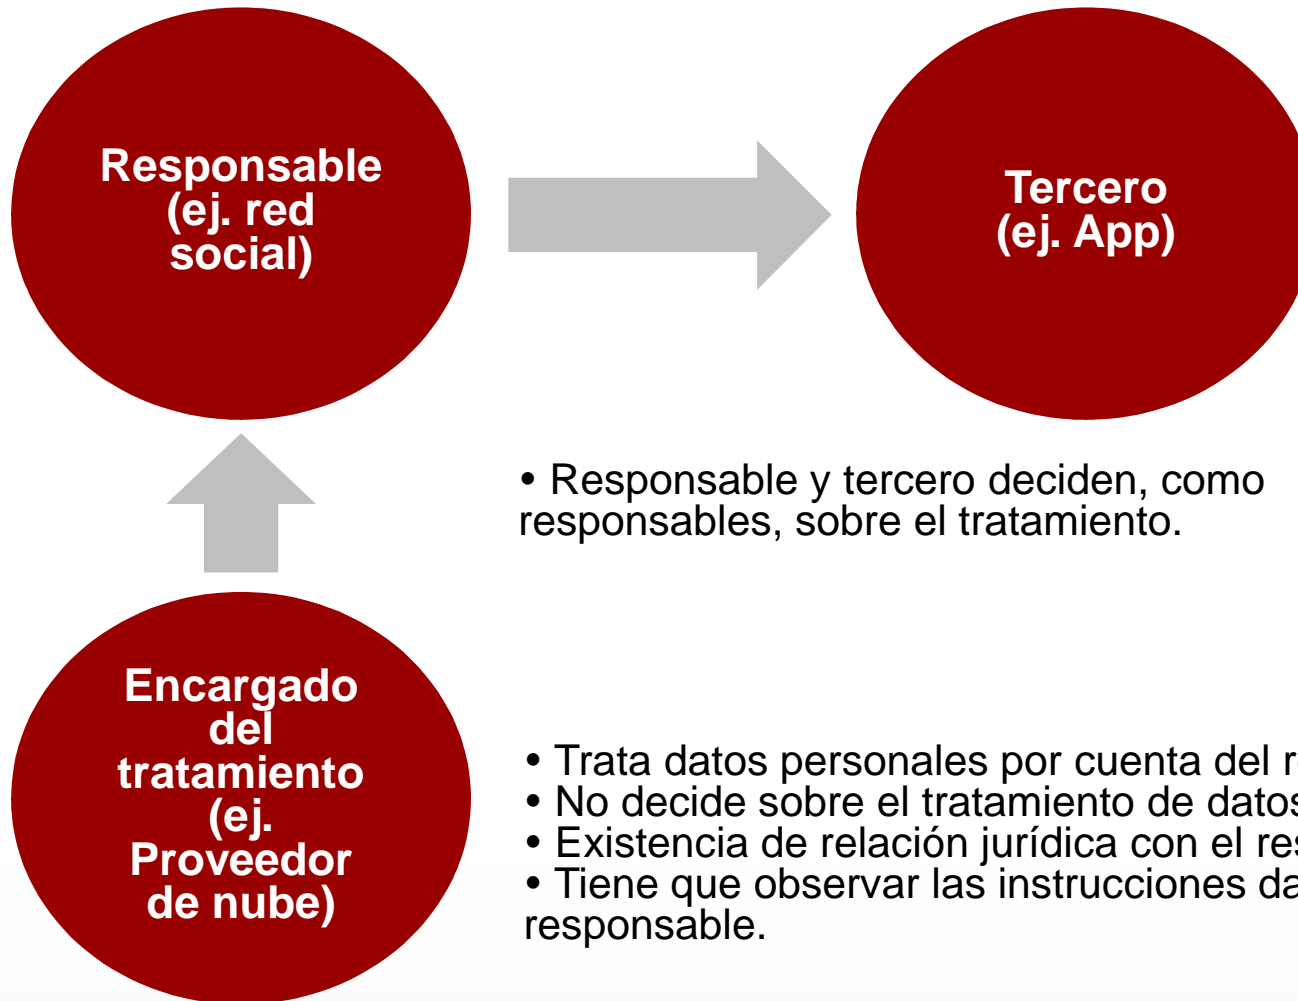 Responsable
(ej. red
social)
Tercero
(ej. App)
• Responsable y tercero deciden, como
responsables, sobre el tratamiento.
Encargado
del
tratamiento
(ej.
Proveedor
de nube)
• Trata datos personales por cuenta del
• No decide sobre el tratamiento de datos
• Existencia de relación jurídica con el
• Tiene que observar las instrucciones
responsable.